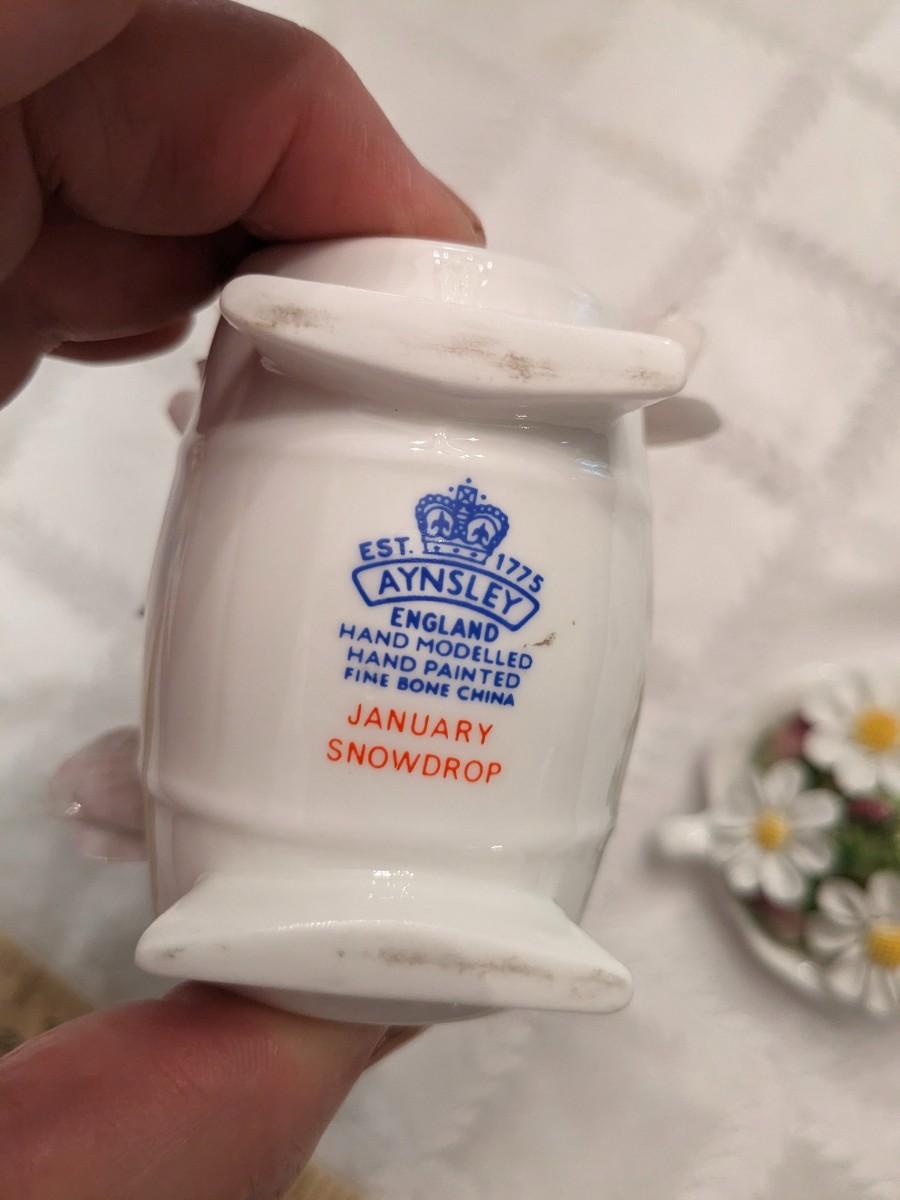 EST. 1775
AYNSLEY
ENGLAND
HAND MODELLED
HAND PAINTED
FINE BONE CHINA
JANUARY
SNOWDROP